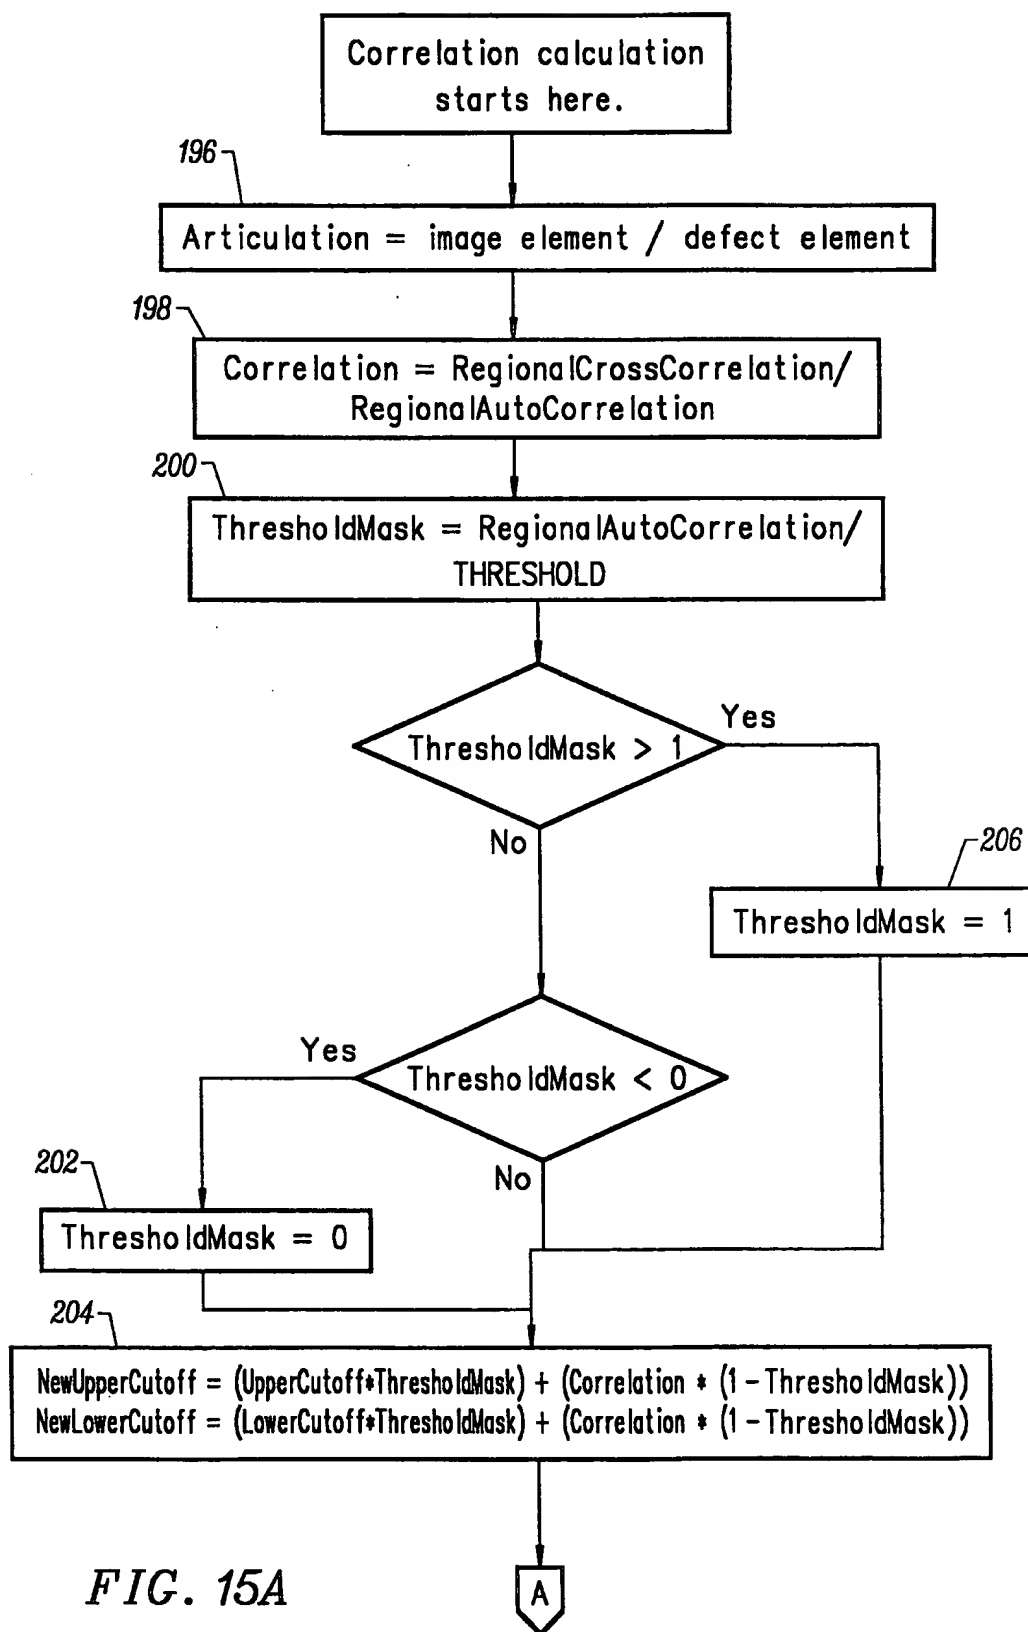 Correlation calculation
starts here.
196
Articulation = image element / defect element
198
Correlation = RegionalCrossCorrelation/
RegionalAutoCorrelation
200
ThresholdMask = RegionalAutoCorrelation/
THRESHOLD
ThresholdMask > 1
Yes
No
206
ThresholdMask = 1
ThresholdMask < 0
Yes
No
202
ThresholdMask = 0
204
NewUpperCutoff = (UpperCutoff*ThresholdMask) + (Correlation * (1-ThresholdMask))
NewLowerCutoff = (LowerCutoff*ThresholdMask) + (Correlation * (1-ThresholdMask))
FIG. 15A
A